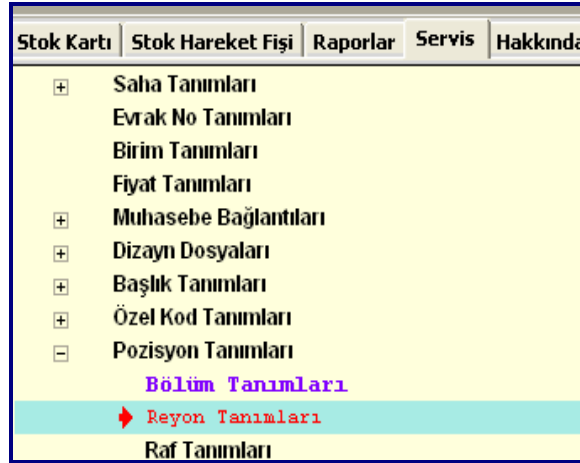 Stok Kartı Stok Hareket Fişi Raporlar Servis Hakkında
Saha Tanımları
Evrak No Tanımları
Birim Tanımları
Fiyat Tanımları
Muhasebe Bağlantıları
Dizayn Dosyaları
Başlık Tanımları
Özel Kod Tanımları
Pozisyon Tanımları
Bölüm Tanımları
Reyon Tanımları
Raf Tanımları